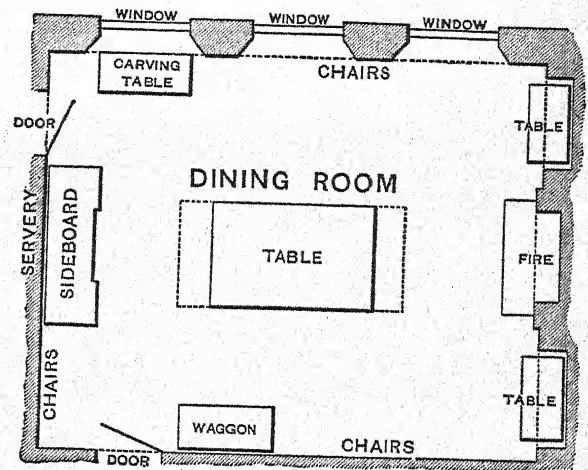 WINDOW
WINDOW
WINDOW
CARVING
TABLE
CHAIRS
DOOR
TABLE
DINING ROOM
SERVERY
SIDEBOARD
TABLE
FIRE
CHAIRS
TABLE
WAGGON
CHAIRS
DOOR